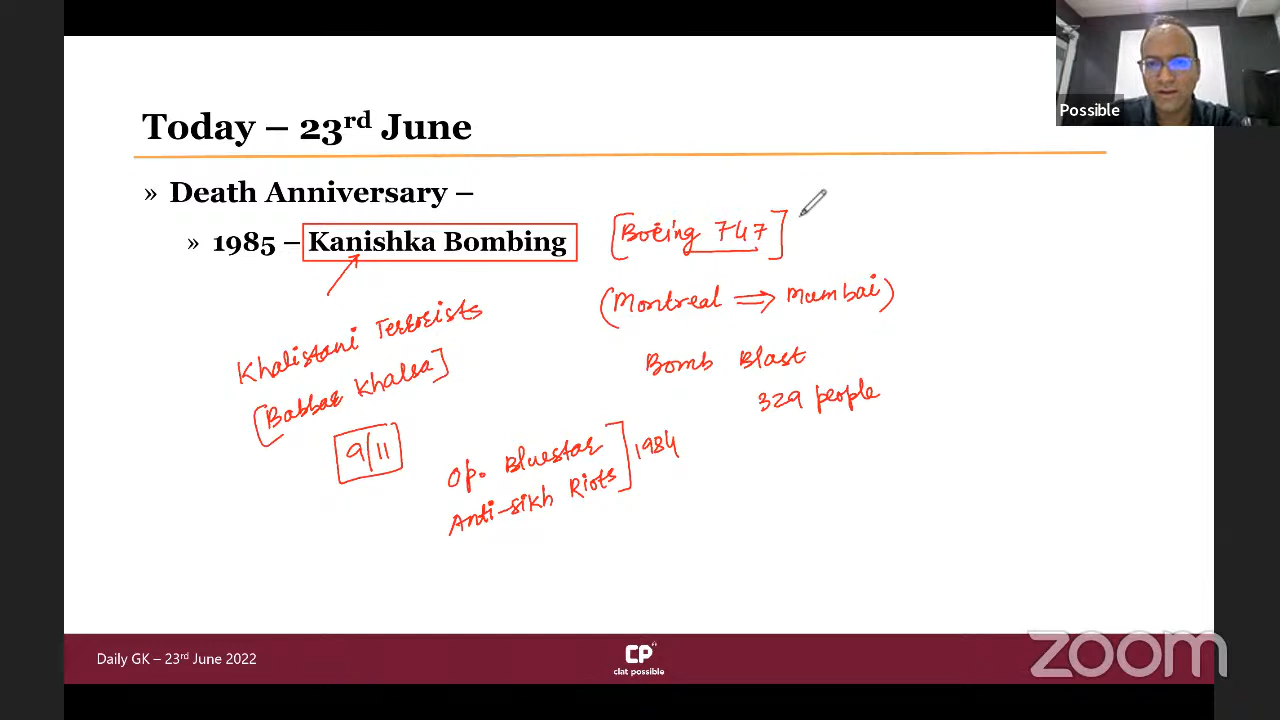 Possible
Today – 23rd June
» Death Anniversary –
» 1985 – Kanishka Bombing
[Boeing 747]
(Montreal ⇒ Mumbai)
Khalistani Terrorists
[Babbar Khalsa]
Bomb Blast
329 people
9/11
Op. Bluestar
Anti-sikh Riots] 1984
Daily GK – 23rd June 2022
CP
clat possible
zoom